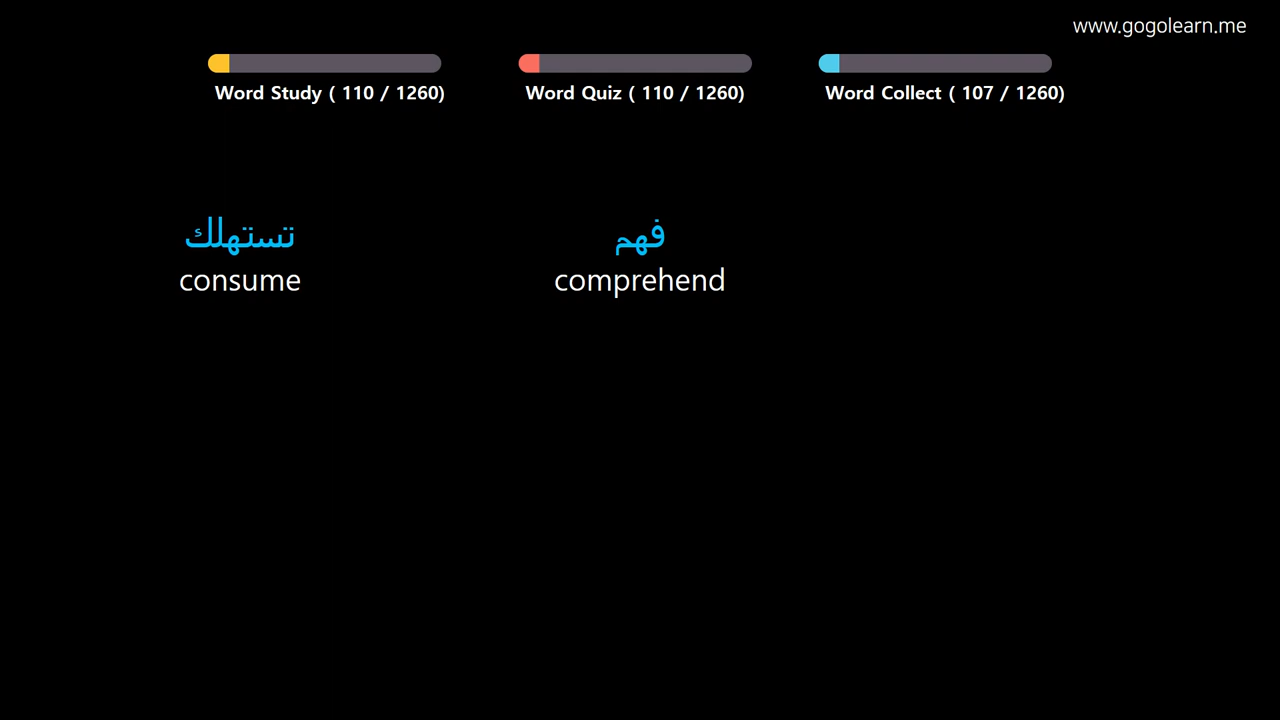 www.gogolearn.me
Word Study ( 110 / 1260)
Word Quiz ( 110 / 1260)
Word Collect ( 107 / 1260)
تستهلك
consume
فهم
comprehend